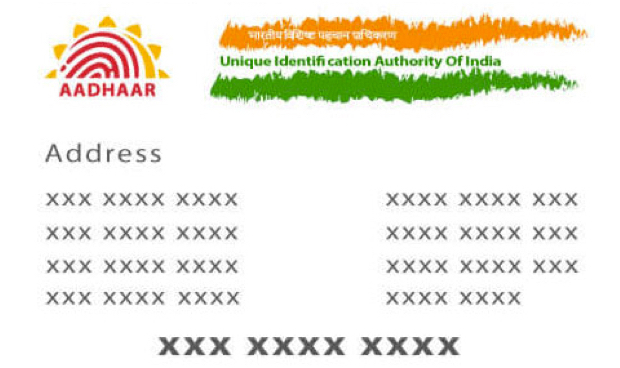 भारतीय विशिष्ट पहचान प्राधिकरण
Unique Identification Authority Of India
AADHAAR
Address
xxx xxxx xxxx
xxxx xxxx xxx
xxx xxxx xxxx
xxxx xxxx xxx
xxx xxxx xxxx
xxxx xxxx xxx
xxx xxxx xxxx
xxxx xxxx
xxx xxxx xxxx